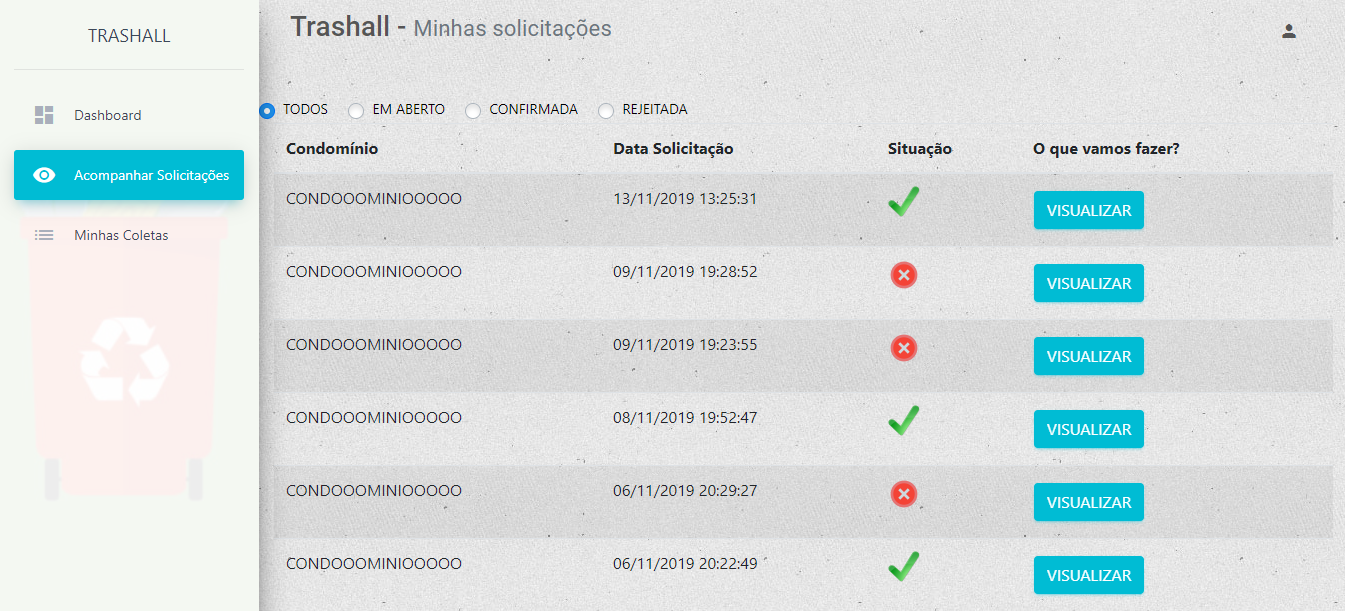 TRASHALL
Dashboard
Acompanhar Solicitações
Minhas Coletas
Trashall - Minhas solicitações
TODOS EM ABERTO CONFIRMADA REJEITADA
Condomínio Data Solicitação Situação O que vamos fazer?
CONDOOOMINIOOOOO 13/11/2019 13:25:31 VISUALIZAR
CONDOOOMINIOOOOO 09/11/2019 19:28:52 VISUALIZAR
CONDOOOMINIOOOOO 09/11/2019 19:23:55 VISUALIZAR
CONDOOOMINIOOOOO 08/11/2019 19:52:47 VISUALIZAR
CONDOOOMINIOOOOO 06/11/2019 20:29:27 VISUALIZAR
CONDOOOMINIOOOOO 06/11/2019 20:22:49 VISUALIZAR